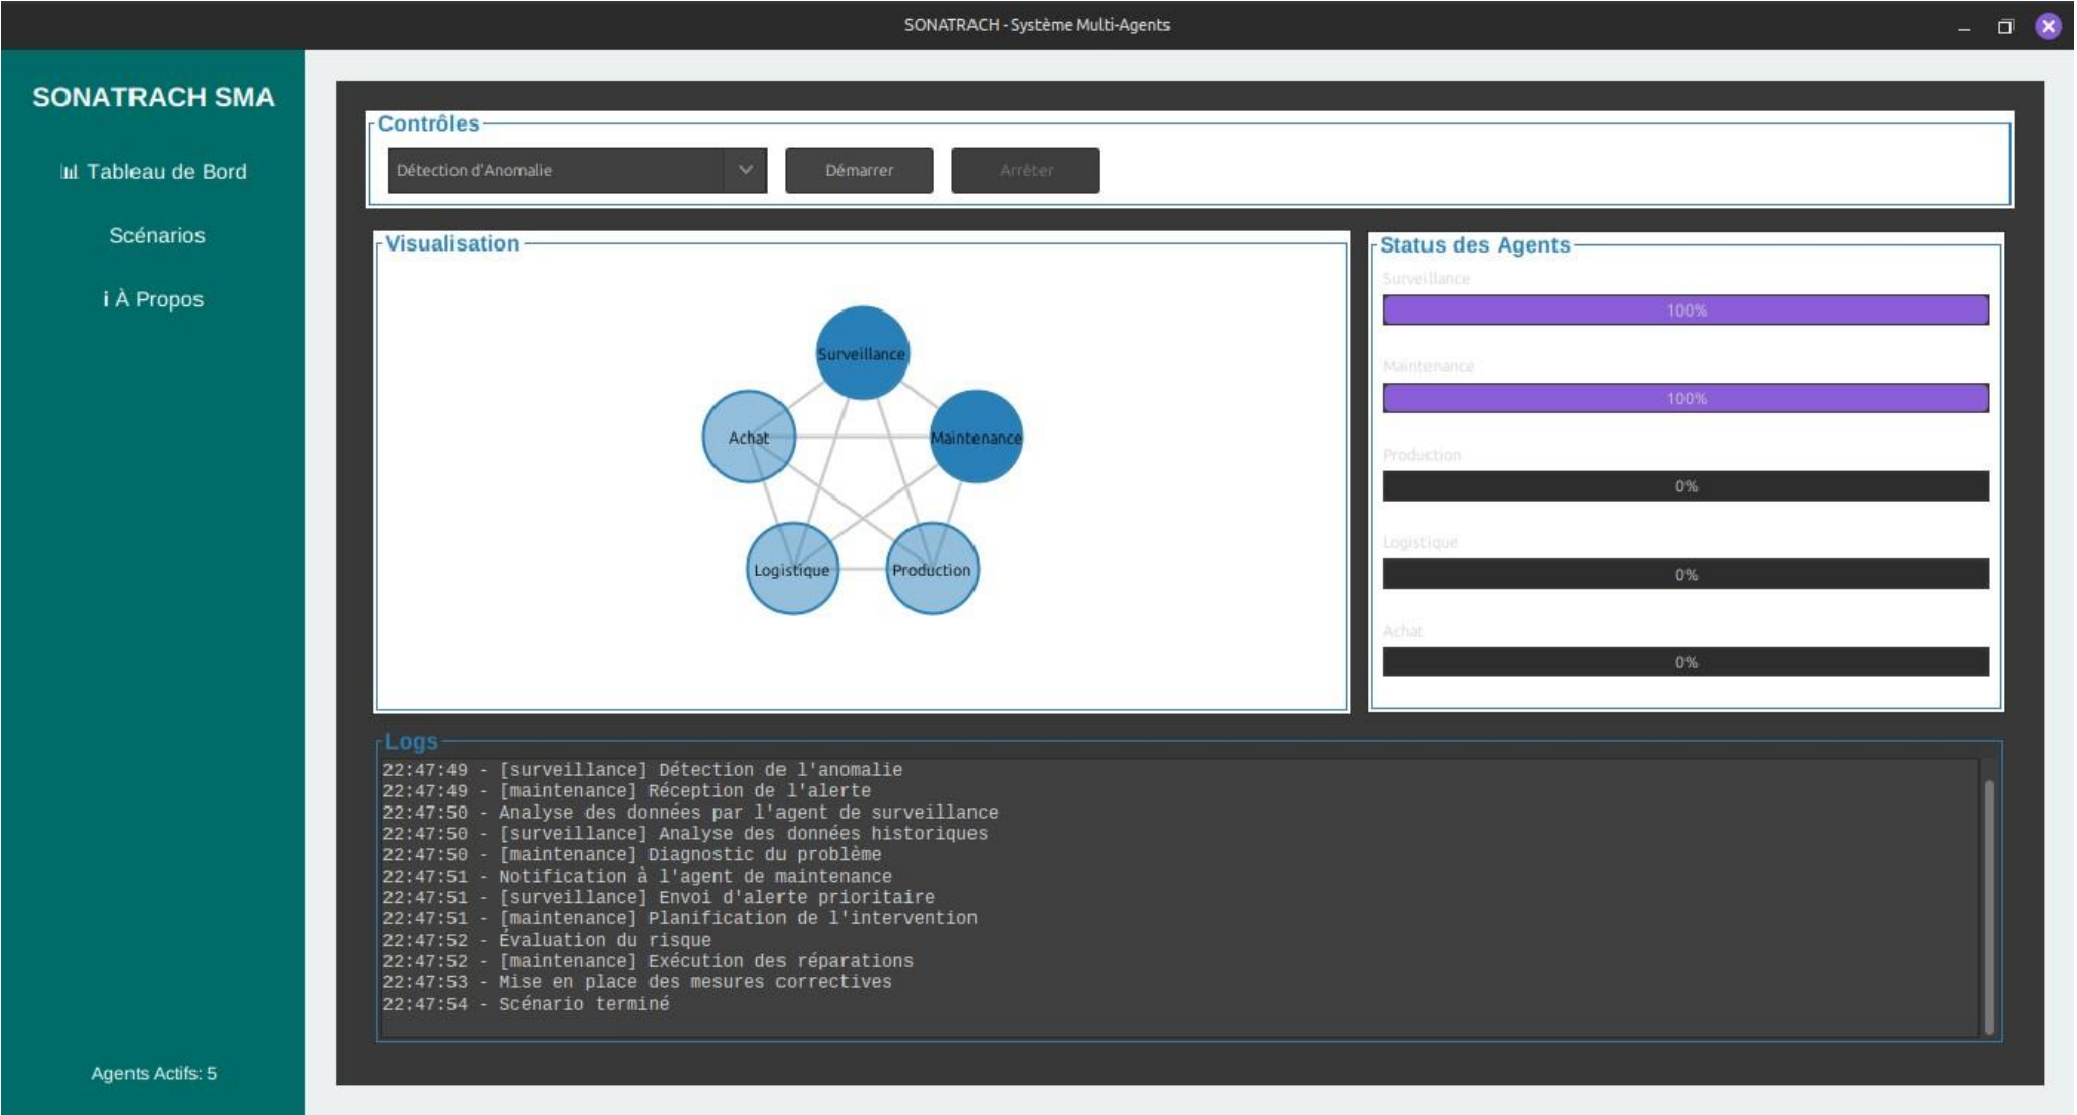 SONATRACH - Système Multi-Agents
SONATRACH SMA
Tableau de Bord
Scénarios
i À Propos
Agents Actifs: 5
Contrôles
Détection d'Anomalie
Démarrer
Arrêter
Visualisation
Surveillance
Achat
Maintenance
Logistique
Production
Status des Agents
Surveillance
100%
Maintenance
100%
Production
0%
Logistique
0%
Achat
0%
Logs
22:47:49 - [surveillance] Détection de l'anomalie
22:47:49 - [maintenance] Réception de l'alerte
22:47:50 - Analyse des données par l'agent de surveillance
22:47:50 - [surveillance] Analyse des données historiques
22:47:50 - [maintenance] Diagnostic du problème
22:47:51 - Notification à l'agent de maintenance
22:47:51 - [surveillance] Envoi d'alerte prioritaire
22:47:51 - [maintenance] Planification de l'intervention
22:47:52 - Évaluation du risque
22:47:52 - [maintenance] Exécution des réparations
22:47:53 - Mise en place des mesures correctives
22:47:54 - Scénario terminé